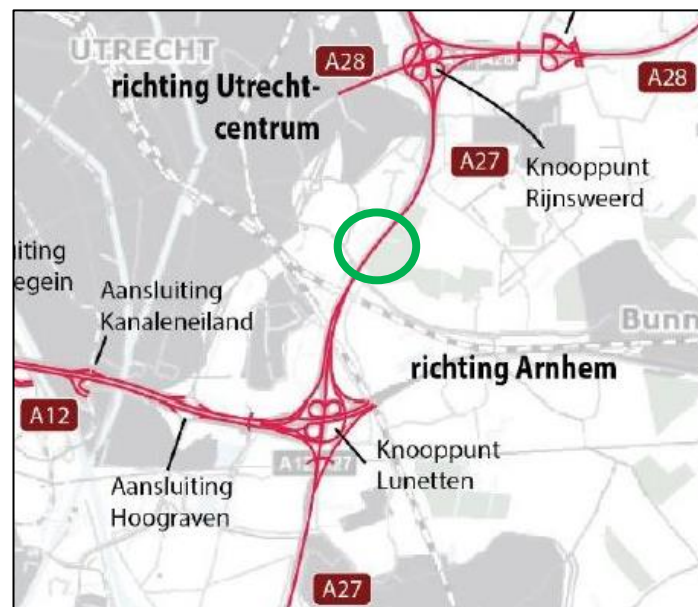 UTRECHT
A28
richting Utrecht-
centrum
A28
A27
Knooppunt
Rijnsweerd
iting
egein
Aansluiting
Kanaleneiland
Bunn
richting Arnhem
A12
Knooppunt
Lunetten
Aansluiting
Hoograven
A27